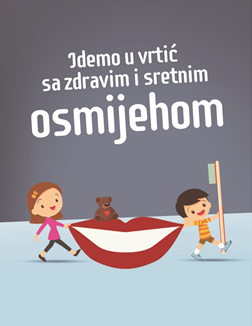 Idemo u vrtić
sa zdravim i sretnim
osmijehom